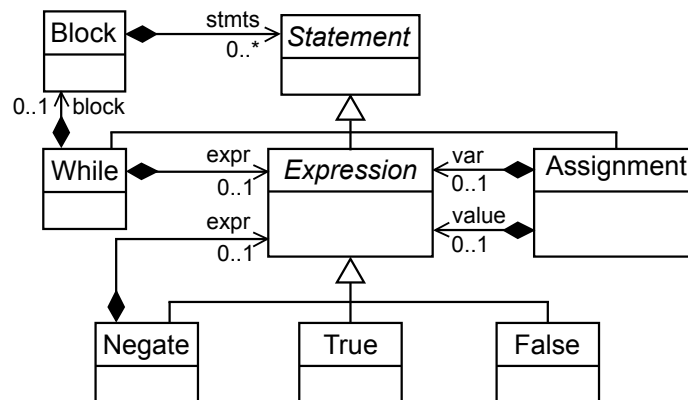 Block
stmts
0..*
Statement
0..1
block
While
expr
0..1
Expression
var
0..1
Assignment
expr
0..1
value
0..1
Negate
True
False